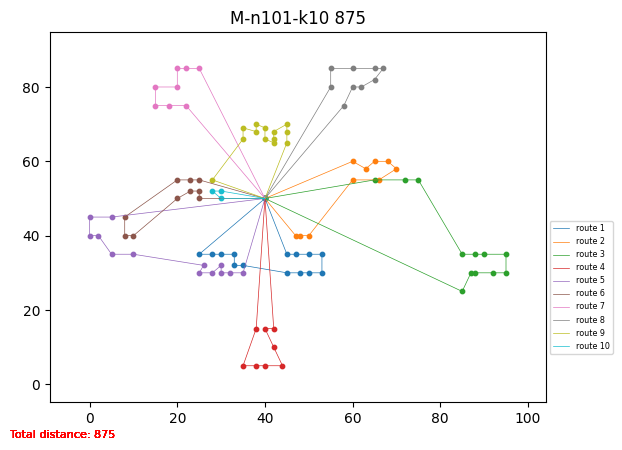 M-n101-k10 875
80
60
40
20
0
0 20 40 60 80 100
route 1
route 2
route 3
route 4
route 5
route 6
route 7
route 8
route 9
route 10
Total distance: 875